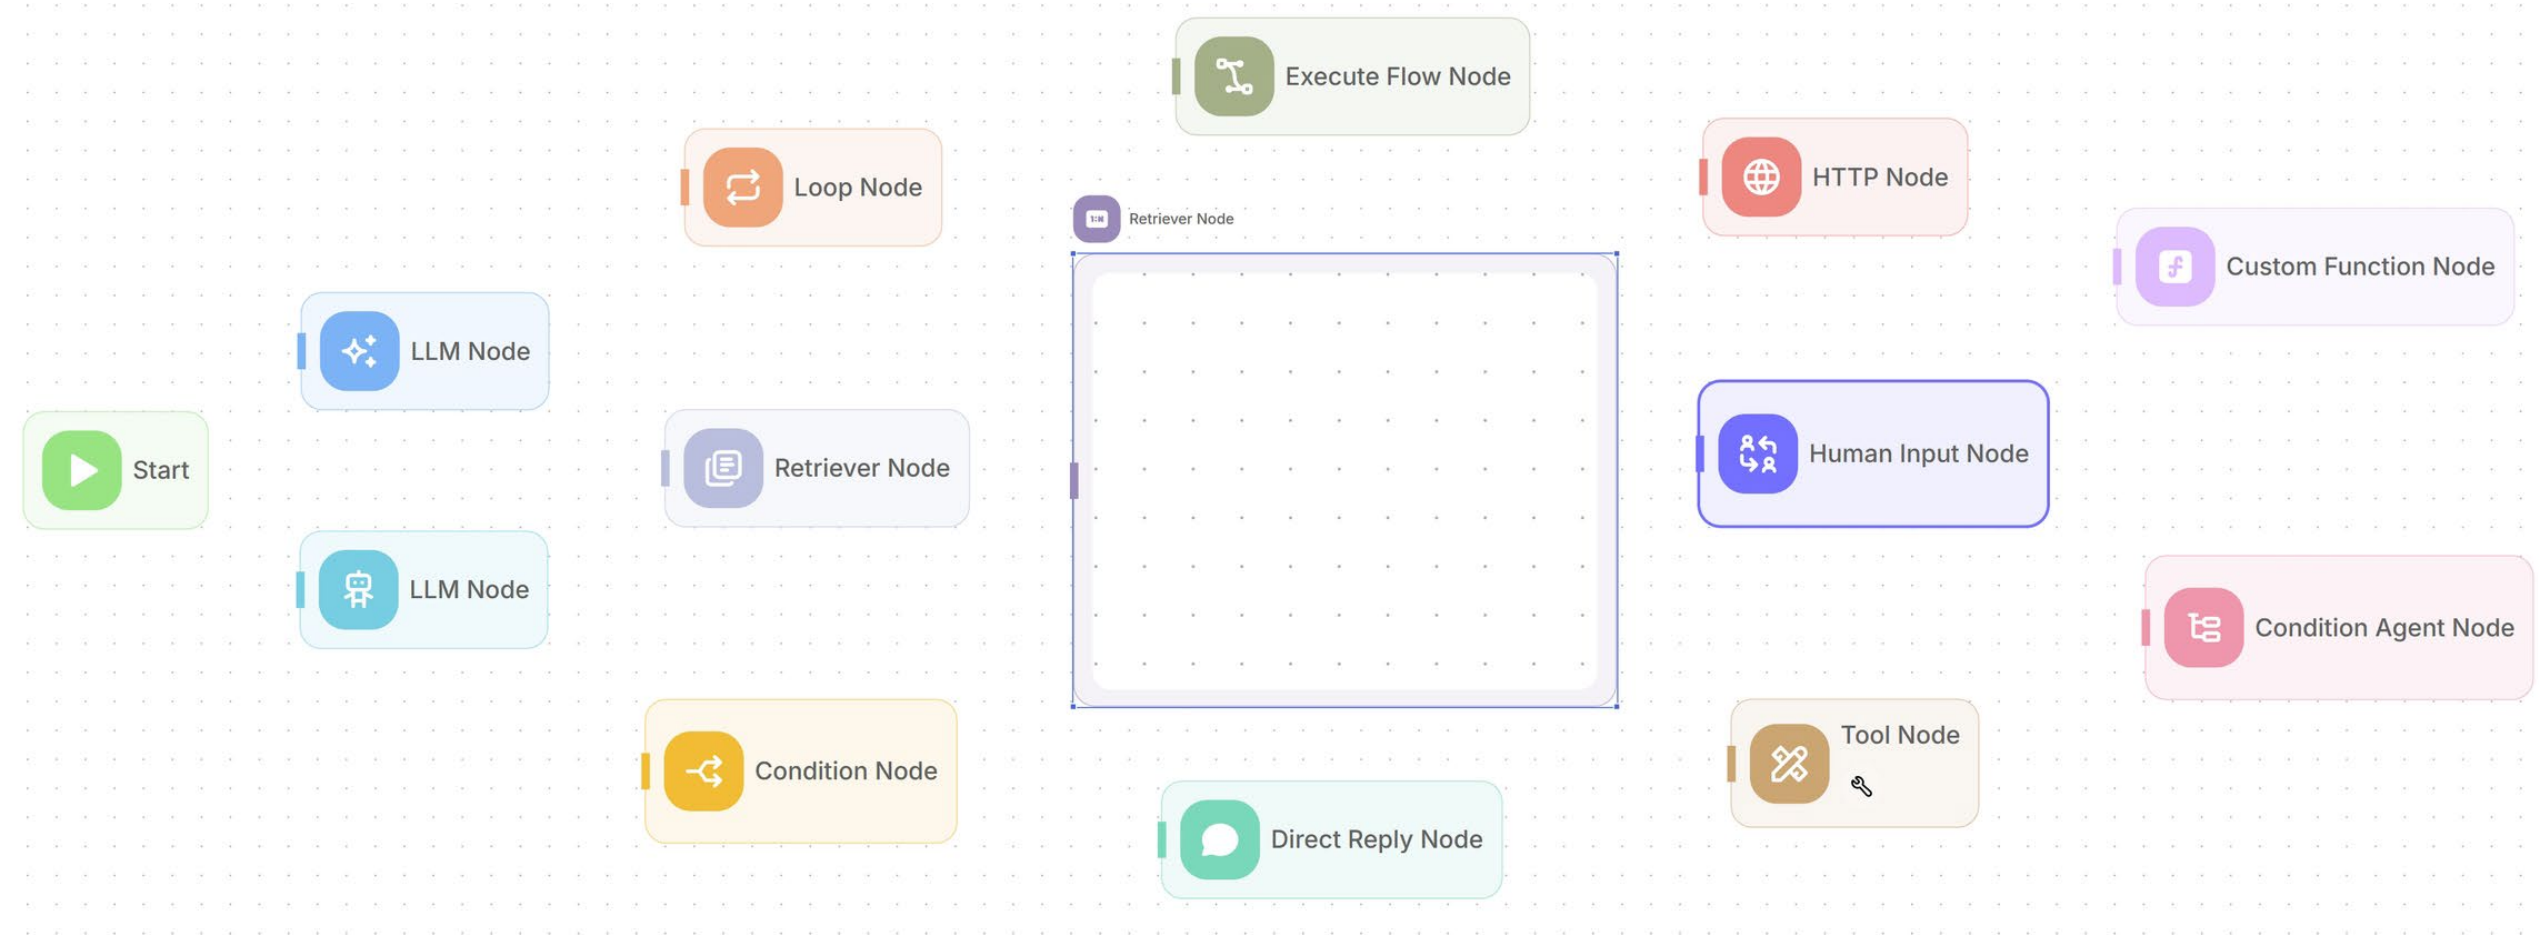 Execute Flow Node
Loop Node
HTTP Node
1:N
Retriever Node
Custom Function Node
LLM Node
Start
Retriever Node
Human Input Node
LLM Node
Condition Agent Node
Condition Node
Tool Node
Direct Reply Node